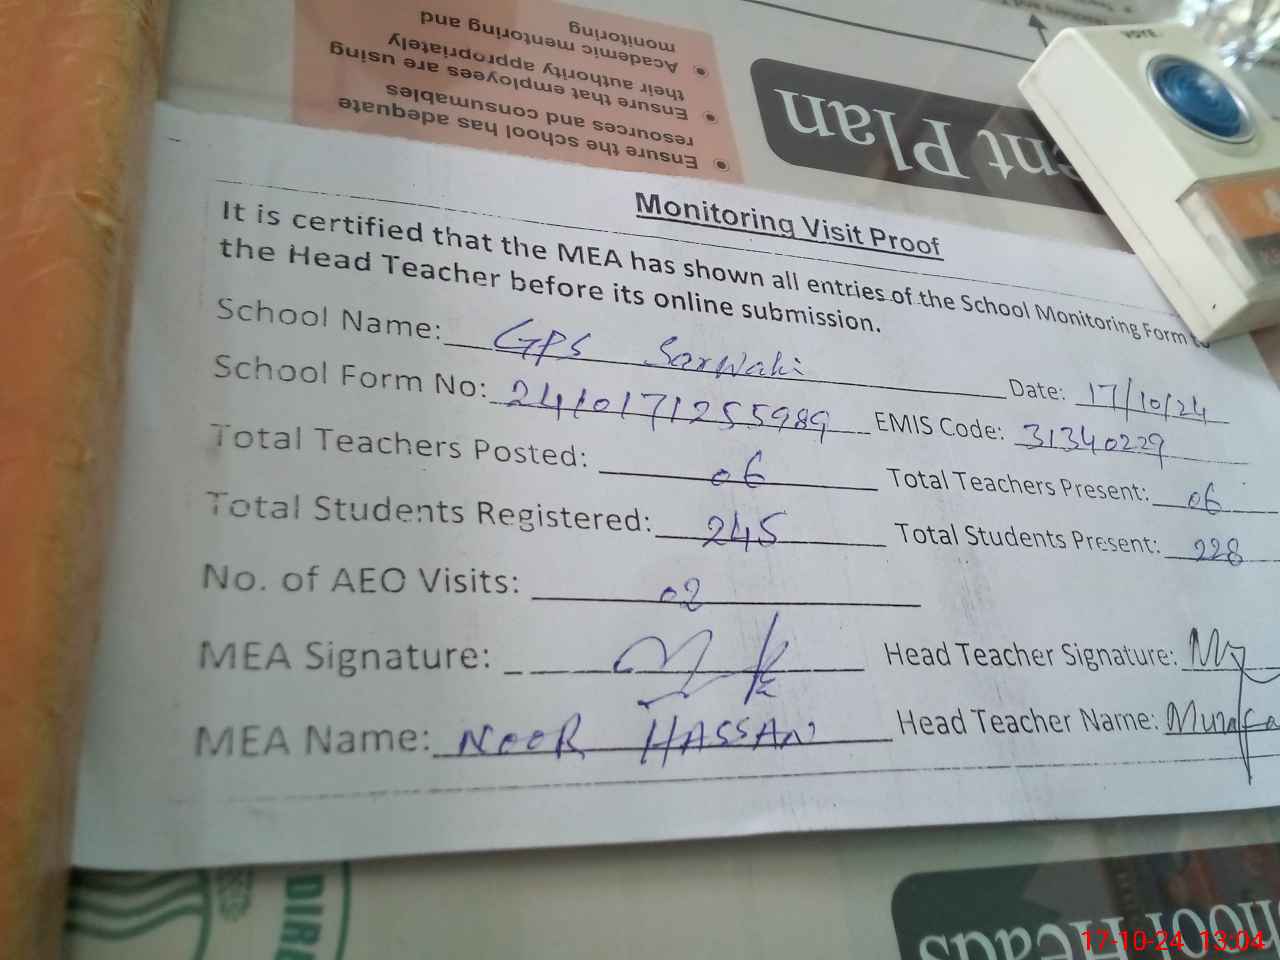 Academic mentoring and
monitoring
Ensure that employees are using
their authority appropriately
Ensure the school has adequate
resources and consumables
nt Plan
VOTE.
Monitoring Visit Proof
It is certified that the MEA has shown all entries of the School Monitoring Form to
the Head Teacher before its online submission.
School Name: GPS Sarwaki Date: 17/10/24
School Form No: 2410171255989 EMIS Code: 31340229
Total Teachers Posted: 06 Total Teachers Present: 06
Total Students Registered: 245 Total Students Present: 228
No. of AEO Visits: 02
MEA Signature: Head Teacher Signature:
MEA Name: NOOR HASSAN Head Teacher Name:
hool Heads
17-10-24 13:04